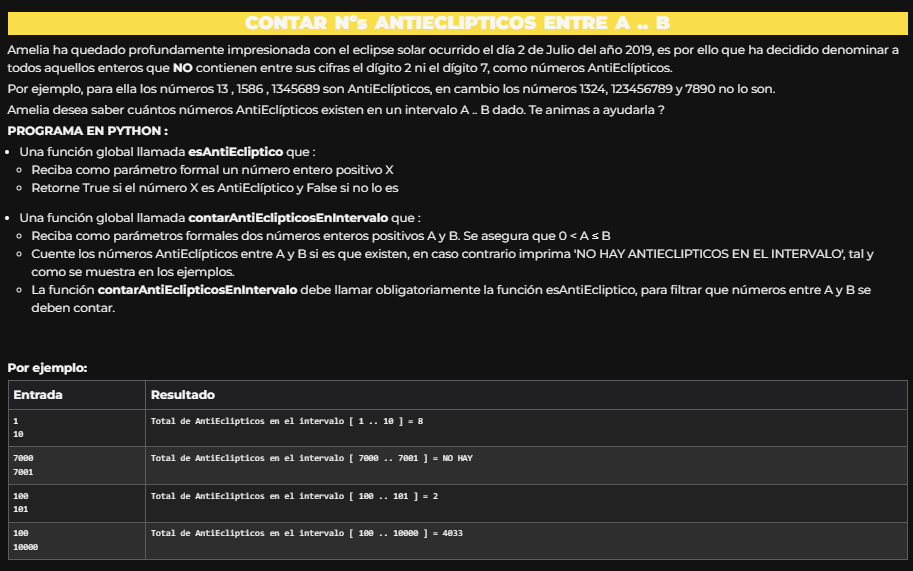 CONTAR Nºs ANTIECLIPTICOS ENTRE A .. B
Amelia ha quedado profundamente impresionada con el eclipse solar ocurrido el día 2 de Julio del año 2019, es por ello que ha decidido denominar a
todos aquellos enteros que NO contienen entre sus cifras el dígito 2 ni el dígito 7, como números AntiEclípticos.
Por ejemplo, para ella los números 13 , 1586 , 1345689 son AntiEclípticos, en cambio los números 1324, 123456789 y 7890 no lo son.
Amelia desea saber cuántos números AntiEclípticos existen en un intervalo A .. B dado. Te animas a ayudarla ?
PROGRAMA EN PYTHON :
• Una función global llamada esAntiEcliptico que :
◦ Reciba como parámetro formal un número entero positivo X
◦ Retorne True si el número X es AntiEclíptico y False si no lo es
• Una función global llamada contarAntiEclipticosEnIntervalo que :
◦ Reciba como parámetros formales dos números enteros positivos A y B. Se asegura que 0 < A ≤ B
◦ Cuente los números AntiEclípticos entre A y B si es que existen, en caso contrario imprima 'NO HAY ANTIECLIPTICOS EN EL INTERVALO', tal y
como se muestra en los ejemplos.
◦ La función contarAntiEclipticosEnIntervalo debe llamar obligatoriamente la función esAntiEcliptico, para filtrar que números entre A y B se
deben contar.
Por ejemplo:
Entrada Resultado
1 Total de AntiEclipticos en el intervalo [ 1 .. 10 ] = 8
10
7000 Total de AntiEclipticos en el intervalo [ 7000 .. 7001 ] = NO HAY
7001
100 Total de AntiEclipticos en el intervalo [ 100 .. 101 ] = 2
101
100 Total de AntiEclipticos en el intervalo [ 100 .. 10000 ] = 4033
10000